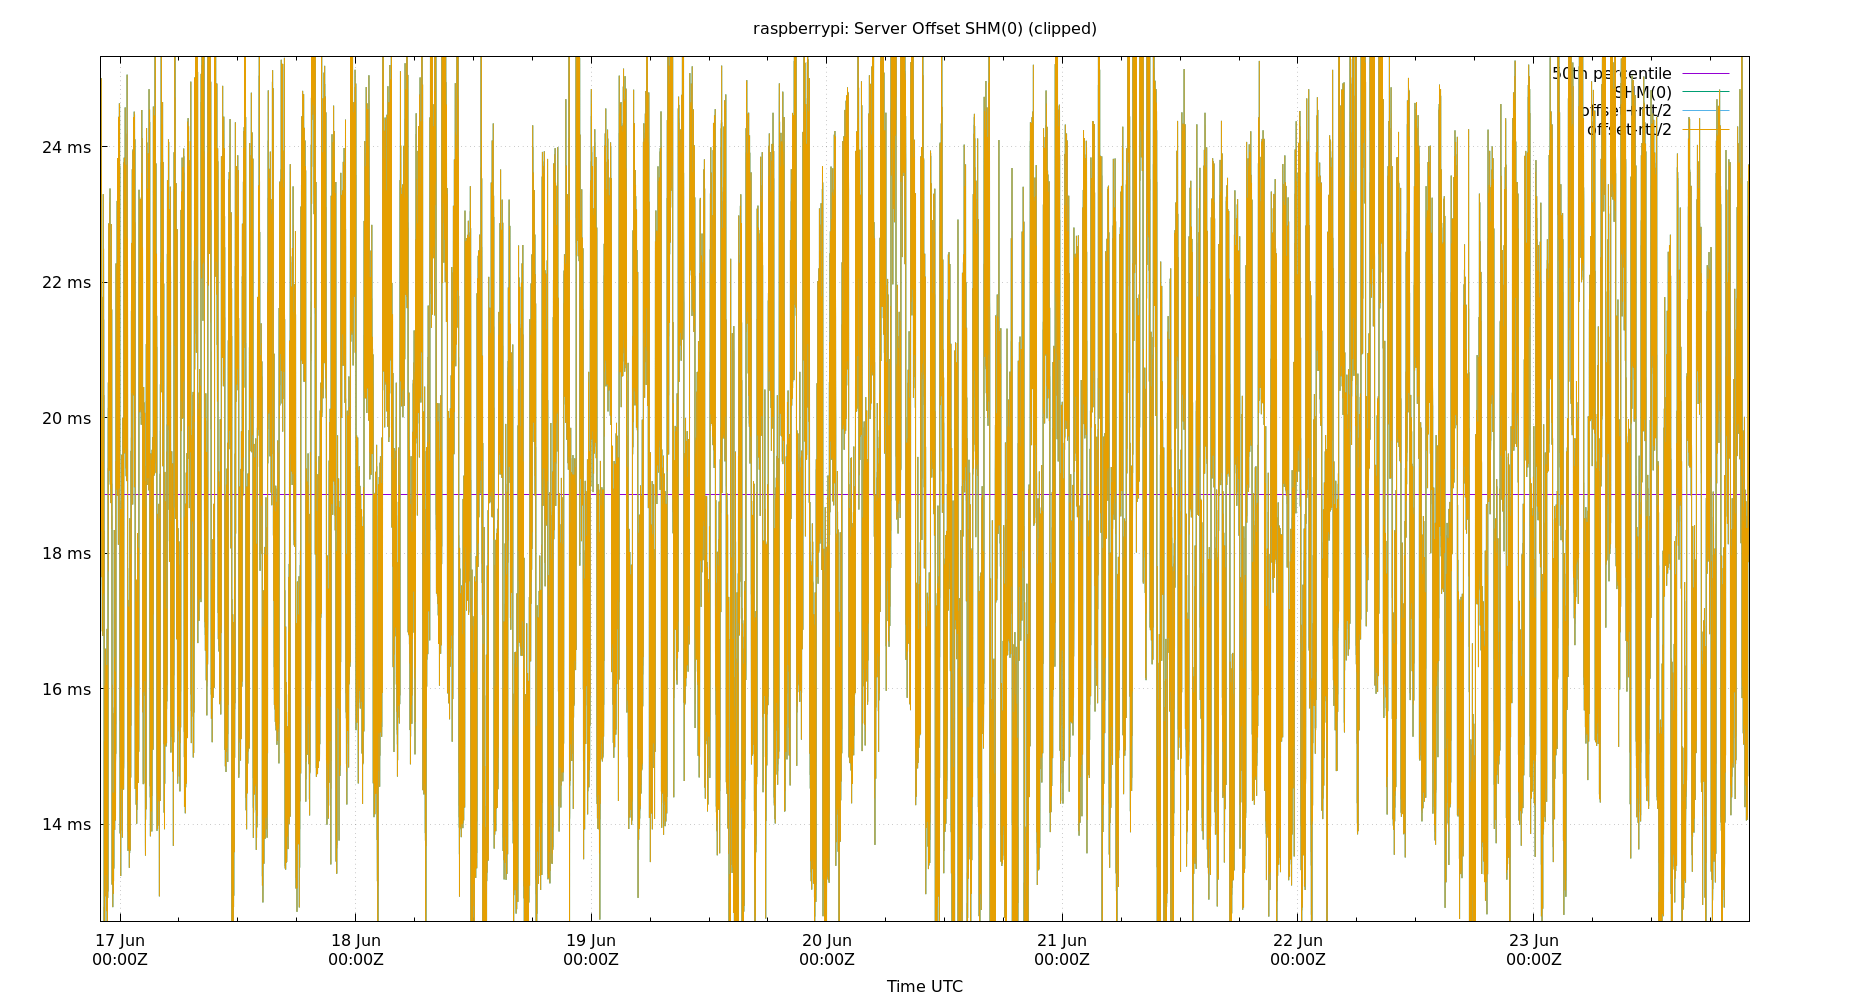 raspberrypi: Server Offset SHM(0) (clipped)
50th percentile
SHM(0)
offset+rtt/2
offset-rtt/2
24 ms
22 ms
20 ms
18 ms
16 ms
14 ms
17 Jun 18 Jun 19 Jun 20 Jun 21 Jun 22 Jun 23 Jun
00:00Z 00:00Z 00:00Z 00:00Z 00:00Z 00:00Z 00:00Z
Time UTC